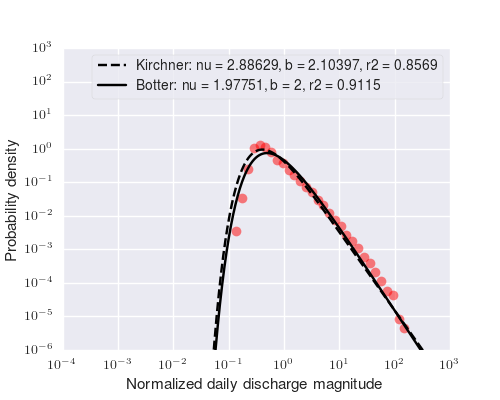 Kirchner: nu = 2.88629, b = 2.10397, r2 = 0.8569
Botter: nu = 1.97751, b = 2, r2 = 0.9115
Probability density
10³
10²
10¹
10⁰
10⁻¹
10⁻²
10⁻³
10⁻⁴
10⁻⁵
10⁻⁶
10⁻⁴ 10⁻³ 10⁻² 10⁻¹ 10⁰ 10¹ 10² 10³
Normalized daily discharge magnitude